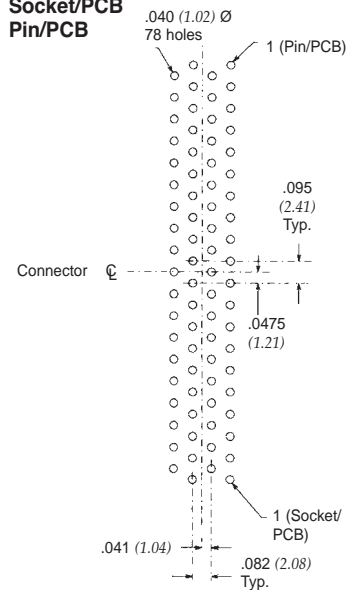 Socket/PCB
Pin/PCB
.040 (1.02) Ø
78 holes
1 (Pin/PCB)
.095
(2.41)
Typ.
Connector ℄
.0475
(1.21)
1 (Socket/
PCB)
.041 (1.04)
.082 (2.08)
Typ.